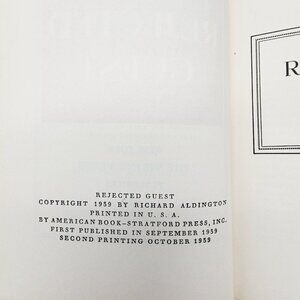 REJECTED GUEST
COPYRIGHT 1959 BY RICHARD ALDINGTON
PRINTED IN U. S. A.
BY AMERICAN BOOK–STRATFORD PRESS, INC.
FIRST PUBLISHED IN SEPTEMBER 1959
SECOND PRINTING OCTOBER 1959
R